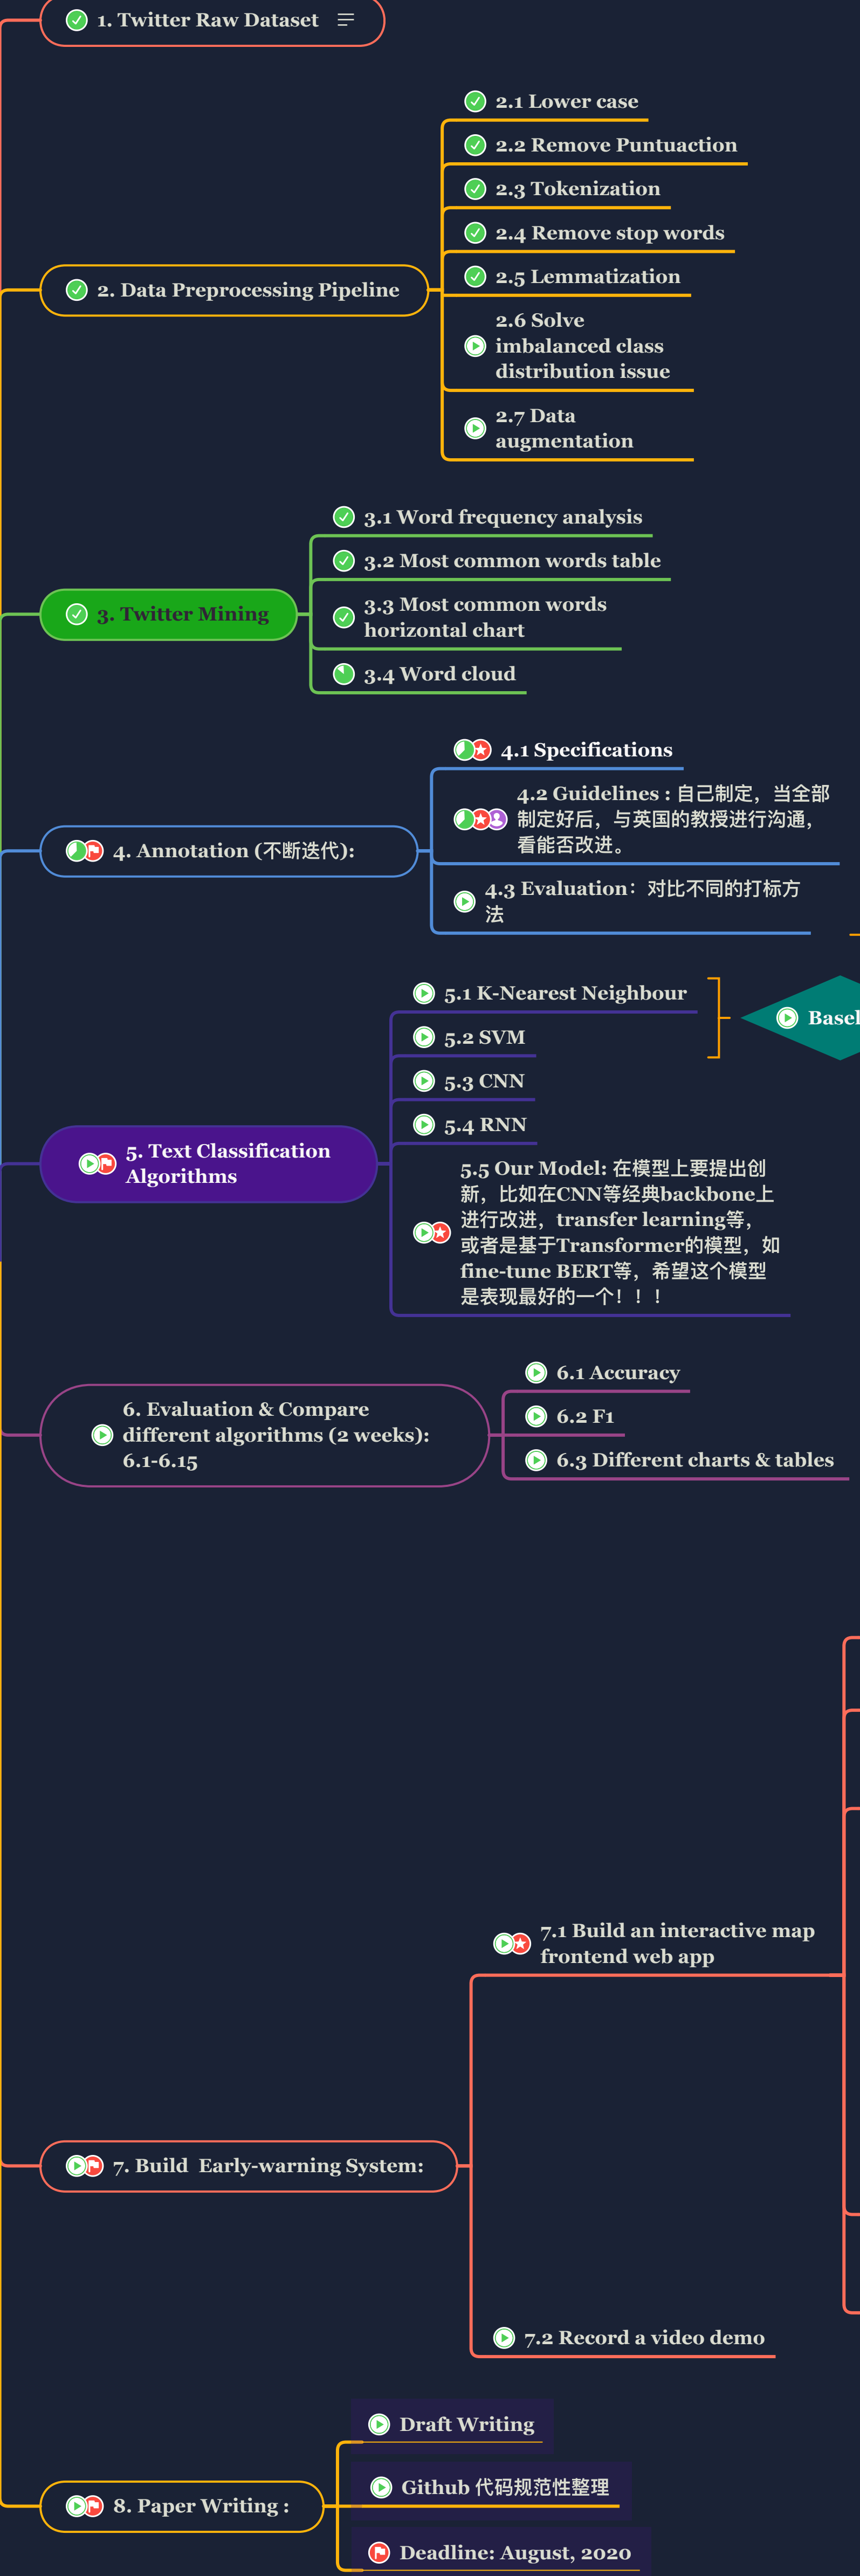 1. Twitter Raw Dataset
2.1 Lower case
2.2 Remove Puntuaction
2.3 Tokenization
2.4 Remove stop words
2.5 Lemmatization
2. Data Preprocessing Pipeline
2.6 Solve
imbalanced class
distribution issue
2.7 Data
augmentation
3.1 Word frequency analysis
3.2 Most common words table
3. Twitter Mining
3.3 Most common words
horizontal chart
3.4 Word cloud
4.1 Specifications
4.2 Guidelines : 自己制定，当全部
制定好后，与英国的教授进行沟通，
看能否改进。
4. Annotation (不断迭代):
4.3 Evaluation：对比不同的打标方
法
5.1 K-Nearest Neighbour
5.2 SVM
5.3 CNN
5.4 RNN
5. Text Classification
Algorithms
5.5 Our Model: 在模型上要提出创
新，比如在CNN等经典backbone上
进行改进，transfer learning等，
或者是基于Transformer的模型，如
fine-tune BERT等，希望这个模型
是表现最好的一个！！！
6.1 Accuracy
6. Evaluation & Compare
different algorithms (2 weeks):
6.1-6.15
6.2 F1
6.3 Different charts & tables
7.1 Build an interactive map
frontend web app
7. Build  Early-warning System:
7.2 Record a video demo
Draft Writing
Github 代码规范性整理
8. Paper Writing :
Deadline: August, 2020